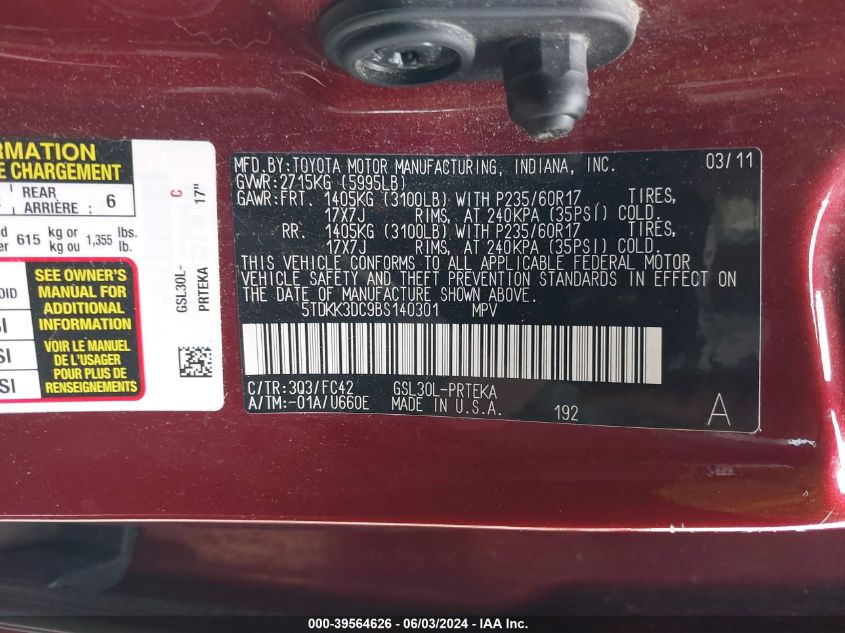 RMATION
E CHARGEMENT
REAR
ARRIÈRE : 6
615 kg or 1,355 lbs.
kg ou lb.
SEE OWNER'S
MANUAL FOR
ADDITIONAL
INFORMATION
VOIR LE MANUEL
DE L'USAGER
POUR PLUS DE
RENSEIGNEMENTS
OID
SI
SI
SI
C
17"
GSL30L-
PRTEKA
MFD.BY:TOYOTA MOTOR MANUFACTURING, INDIANA, INC. 03/11
GVWR:2715KG (5995LB)
GAWR:FRT. 1405KG (3100LB) WITH P235/60R17 TIRES,
17X7J RIMS, AT 240KPA (35PSI) COLD.
RR. 1405KG (3100LB) WITH P235/60R17 TIRES,
17X7J RIMS, AT 240KPA (35PSI) COLD.
THIS VEHICLE CONFORMS TO ALL APPLICABLE FEDERAL MOTOR
VEHICLE SAFETY AND THEFT PREVENTION STANDARDS IN EFFECT ON
THE DATE OF MANUFACTURE SHOWN ABOVE.
5TDKK3DC9BS140301 MPV
C/TR:3Q3/FC42 GSL30L-PRTEKA
A/TM:-01A/U660E MADE IN U.S.A. 192 A
000-39564626 - 06/03/2024 - IAA Inc.